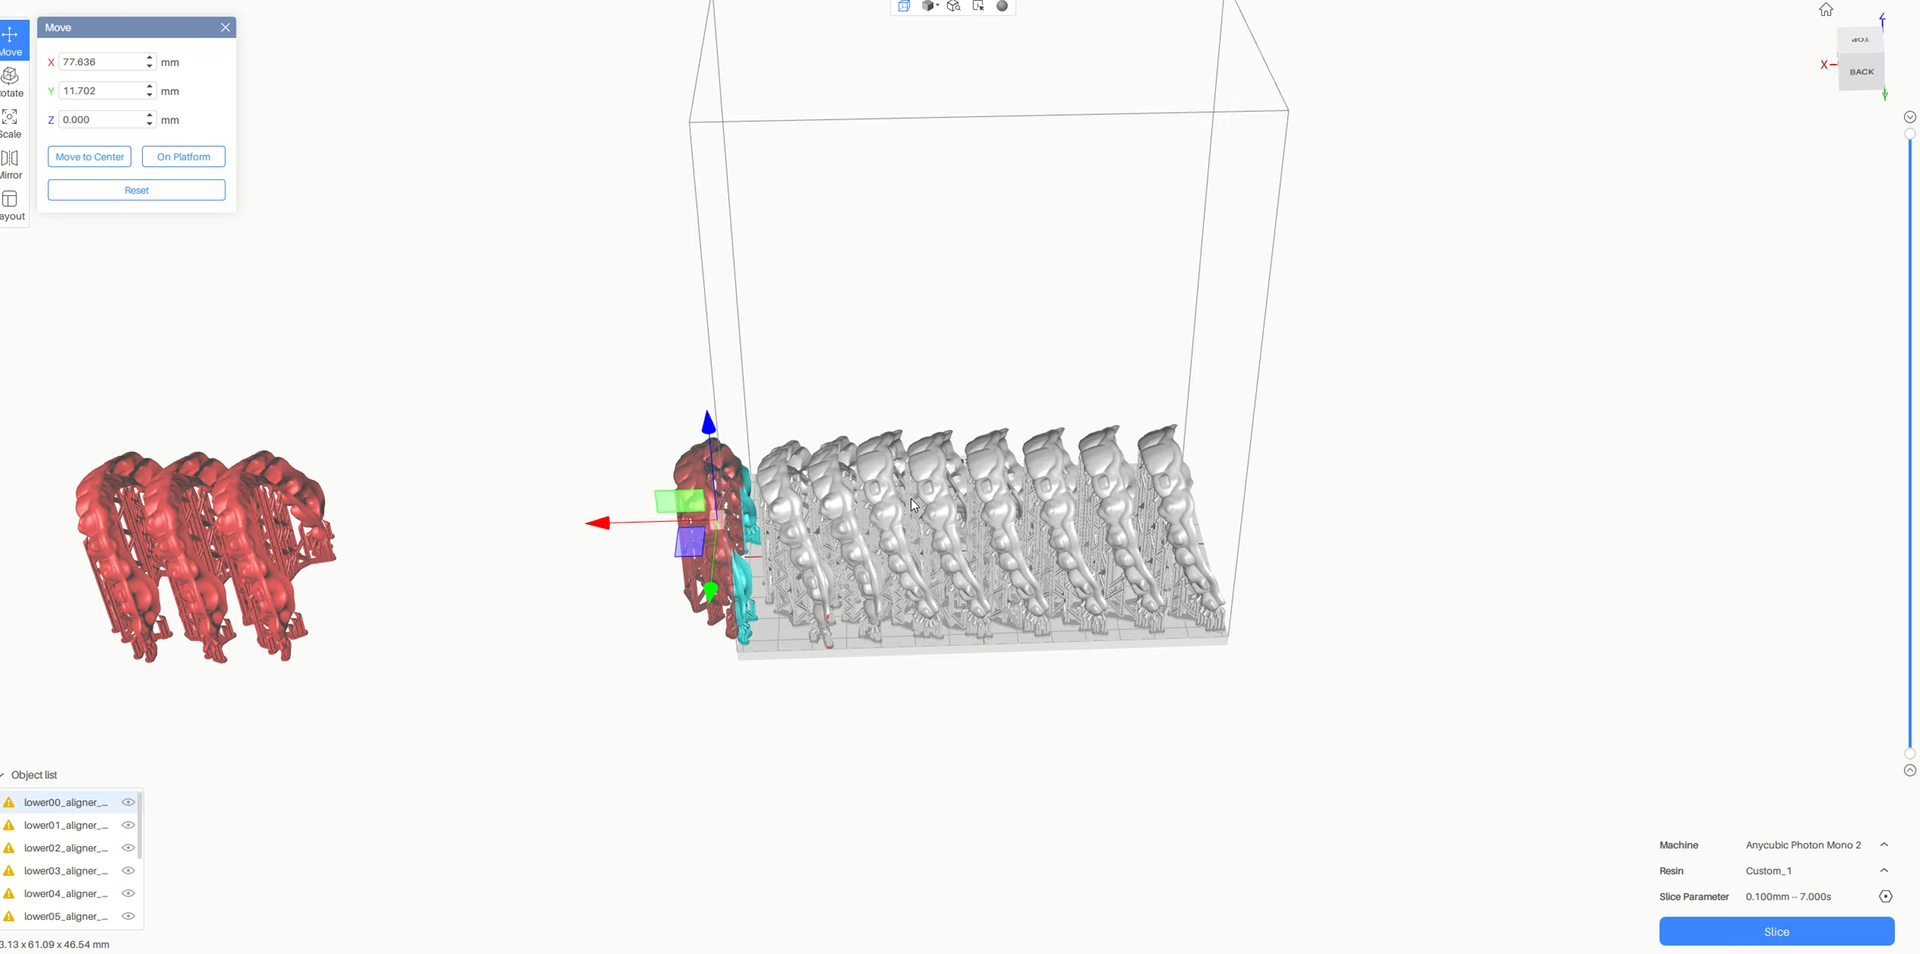 Move
X 77.636 mm
Y 11.702 mm
Z 0.000 mm
Move to Center On Platform
Reset
Move
otate
Scale
Mirror
ayout
TOP
BACK
X
Object list
lower00_aligner_...
lower01_aligner_...
lower02_aligner_...
lower03_aligner_...
lower04_aligner_...
lower05_aligner_...
3.13 x 61.09 x 46.54 mm
Machine Anycubic Photon Mono 2
Resin Custom_1
Slice Parameter 0.100mm -- 7.000s
Slice